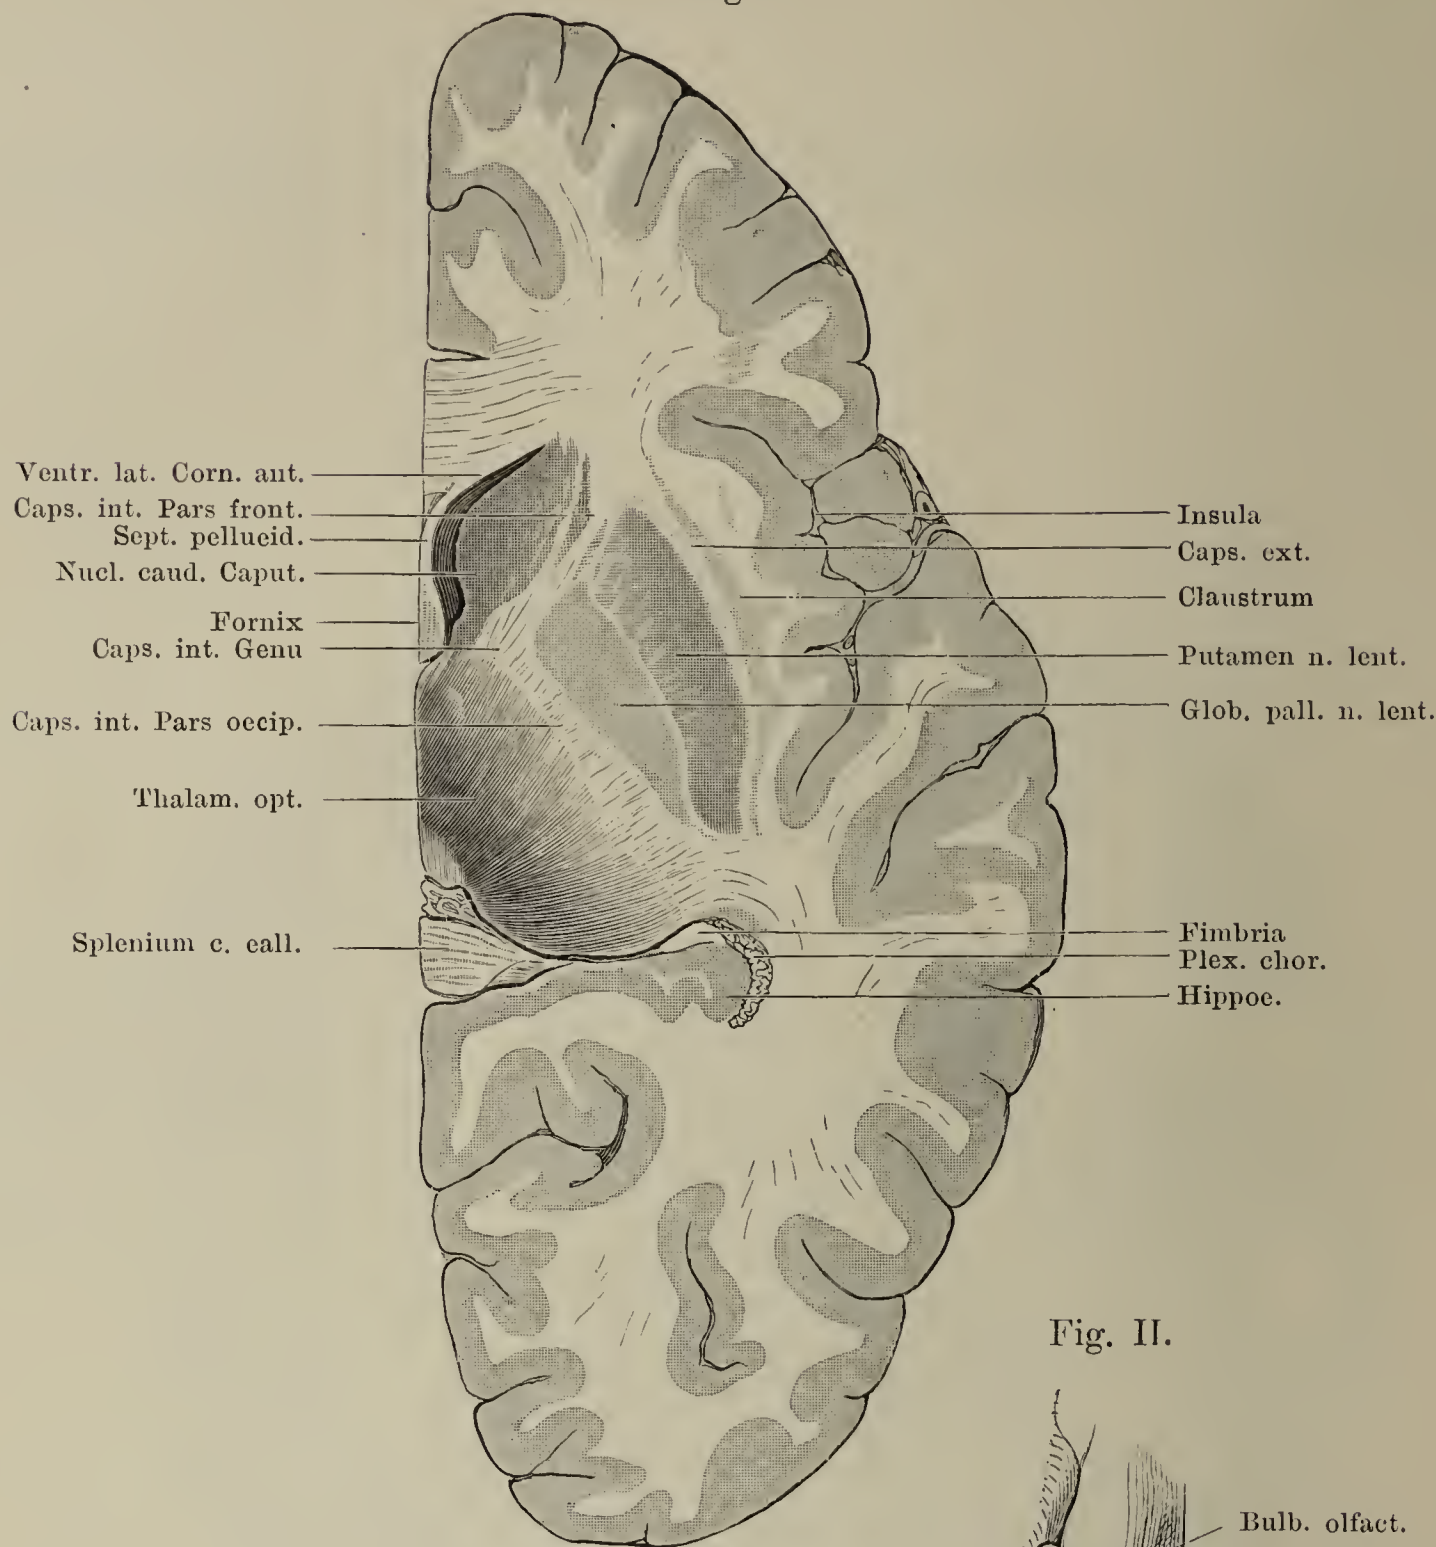 Ventr. lat. Corn. ant.
Caps. int. Pars front.
Sept. pellucid.
Nucl. caud. Caput.
Fornix
Caps. int. Genu
Caps. int. Pars occip.
Thalam. opt.
Splenium c. call.
Insula
Caps. ext.
Claustrum
Putamen n. lent.
Glob. pall. n. lent.
Fimbria
Plex. chor.
Hippoc.
Fig. II.
Bulb. olfact.